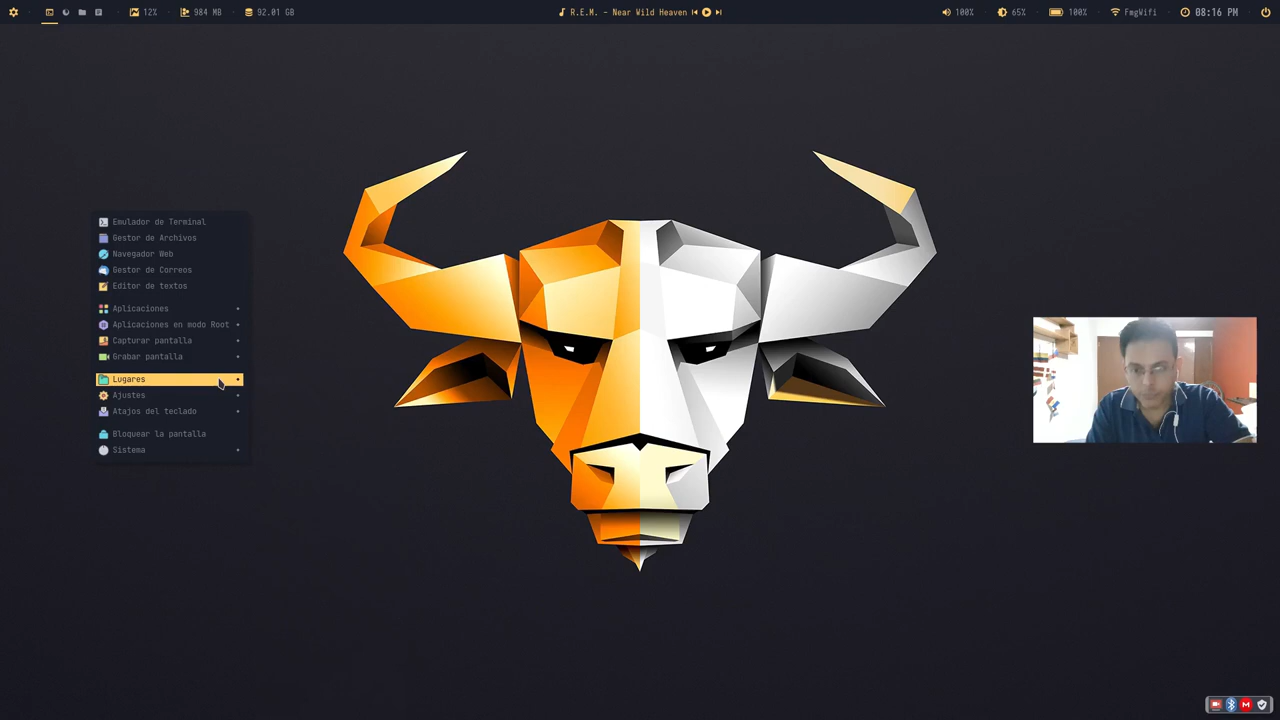 12% 984 MB 92.01 GB R.E.M. - Near Wild Heaven 100% 65% 100% FmgWifi 08:16 PM
Emulador de Terminal
Gestor de Archivos
Navegador Web
Gestor de Correos
Editor de textos
Aplicaciones
Aplicaciones en modo Root
Capturar pantalla
Grabar pantalla
Lugares
Ajustes
Atajos del teclado
Bloquear la pantalla
Sistema